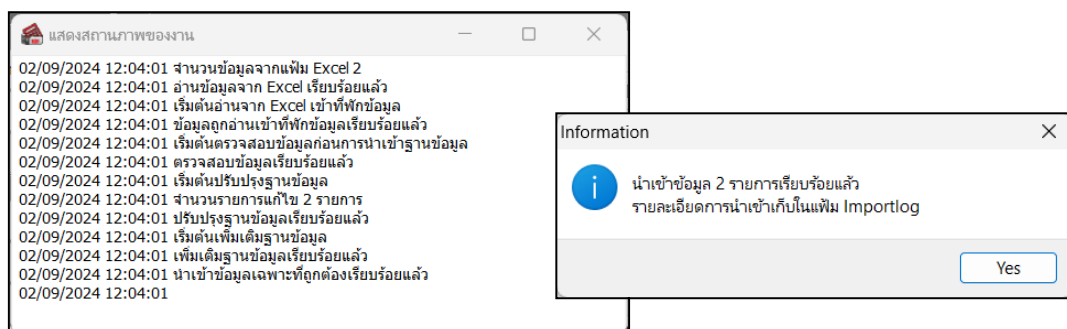 แสดงสถานภาพของงาน
02/09/2024 12:04:01 จำนวนข้อมูลจากแฟ้ม Excel 2
02/09/2024 12:04:01 อ่านข้อมูลจาก Excel เรียบร้อยแล้ว
02/09/2024 12:04:01 เริ่มต้นอ่านจาก Excel เข้าที่พักข้อมูล
02/09/2024 12:04:01 ข้อมูลถูกอ่านเข้าที่พักข้อมูลเรียบร้อยแล้ว
02/09/2024 12:04:01 เริ่มต้นตรวจสอบข้อมูลก่อนการนำเข้าฐานข้อมูล
02/09/2024 12:04:01 ตรวจสอบข้อมูลเรียบร้อยแล้ว
02/09/2024 12:04:01 เริ่มต้นปรับปรุงฐานข้อมูล
02/09/2024 12:04:01 จำนวนรายการแก้ไข 2 รายการ
02/09/2024 12:04:01 ปรับปรุงฐานข้อมูลเรียบร้อยแล้ว
02/09/2024 12:04:01 เริ่มต้นเพิ่มเติมฐานข้อมูล
02/09/2024 12:04:01 เพิ่มเติมฐานข้อมูลเรียบร้อยแล้ว
02/09/2024 12:04:01 นำเข้าข้อมูลเฉพาะที่ถูกต้องเรียบร้อยแล้ว
02/09/2024 12:04:01
Information
นำเข้าข้อมูล 2 รายการเรียบร้อยแล้ว
รายละเอียดการนำเข้าเก็บในแฟ้ม Importlog
Yes